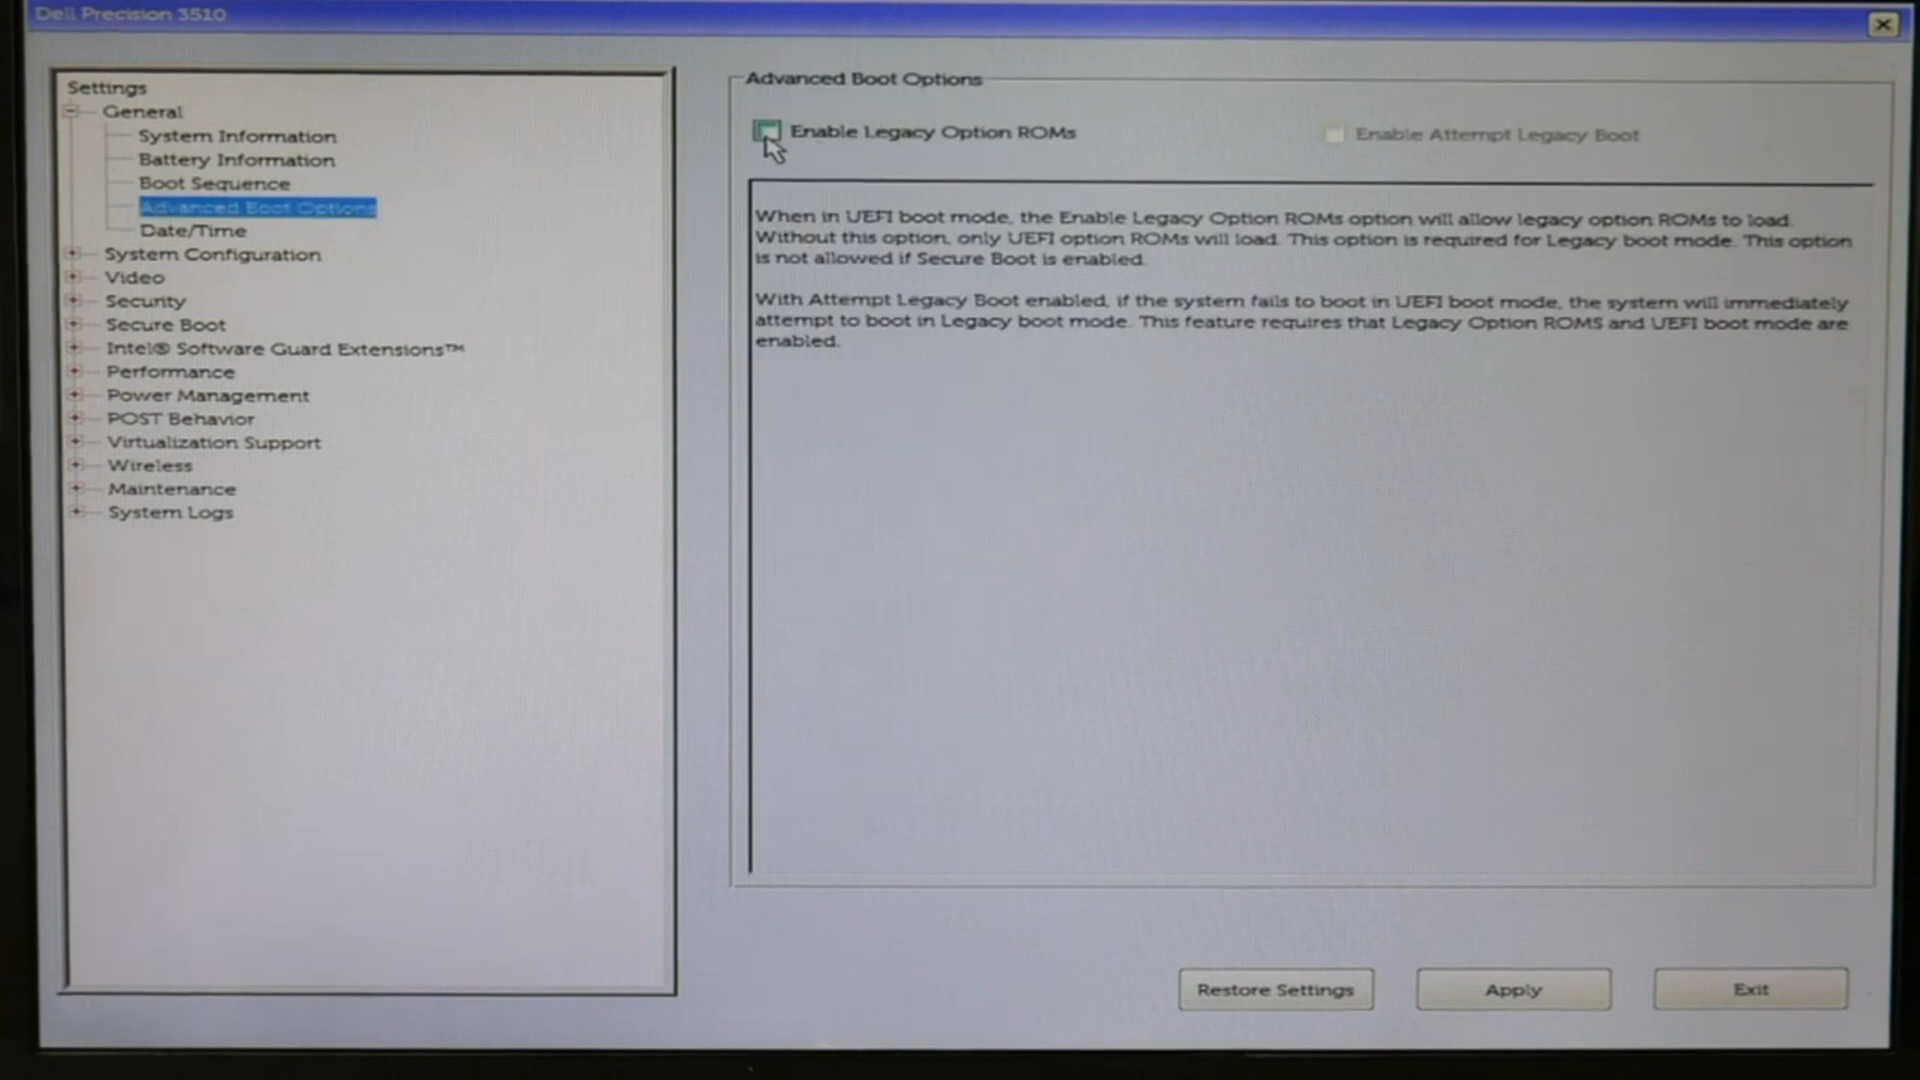 Dell Precision 3510
Settings
General
System Information
Battery Information
Boot Sequence
Advanced Boot Options
Date/Time
System Configuration
Video
Security
Secure Boot
Intel® Software Guard Extensions™
Performance
Power Management
POST Behavior
Virtualization Support
Wireless
Maintenance
System Logs
Advanced Boot Options
Enable Legacy Option ROMs
Enable Attempt Legacy Boot
When in UEFI boot mode, the Enable Legacy Option ROMs option will allow legacy option ROMs to load.
Without this option, only UEFI option ROMs will load. This option is required for Legacy boot mode. This option
is not allowed if Secure Boot is enabled.
With Attempt Legacy Boot enabled, if the system fails to boot in UEFI boot mode, the system will immediately
attempt to boot in Legacy boot mode. This feature requires that Legacy Option ROMS and UEFI boot mode are
enabled.
Restore Settings
Apply
Exit